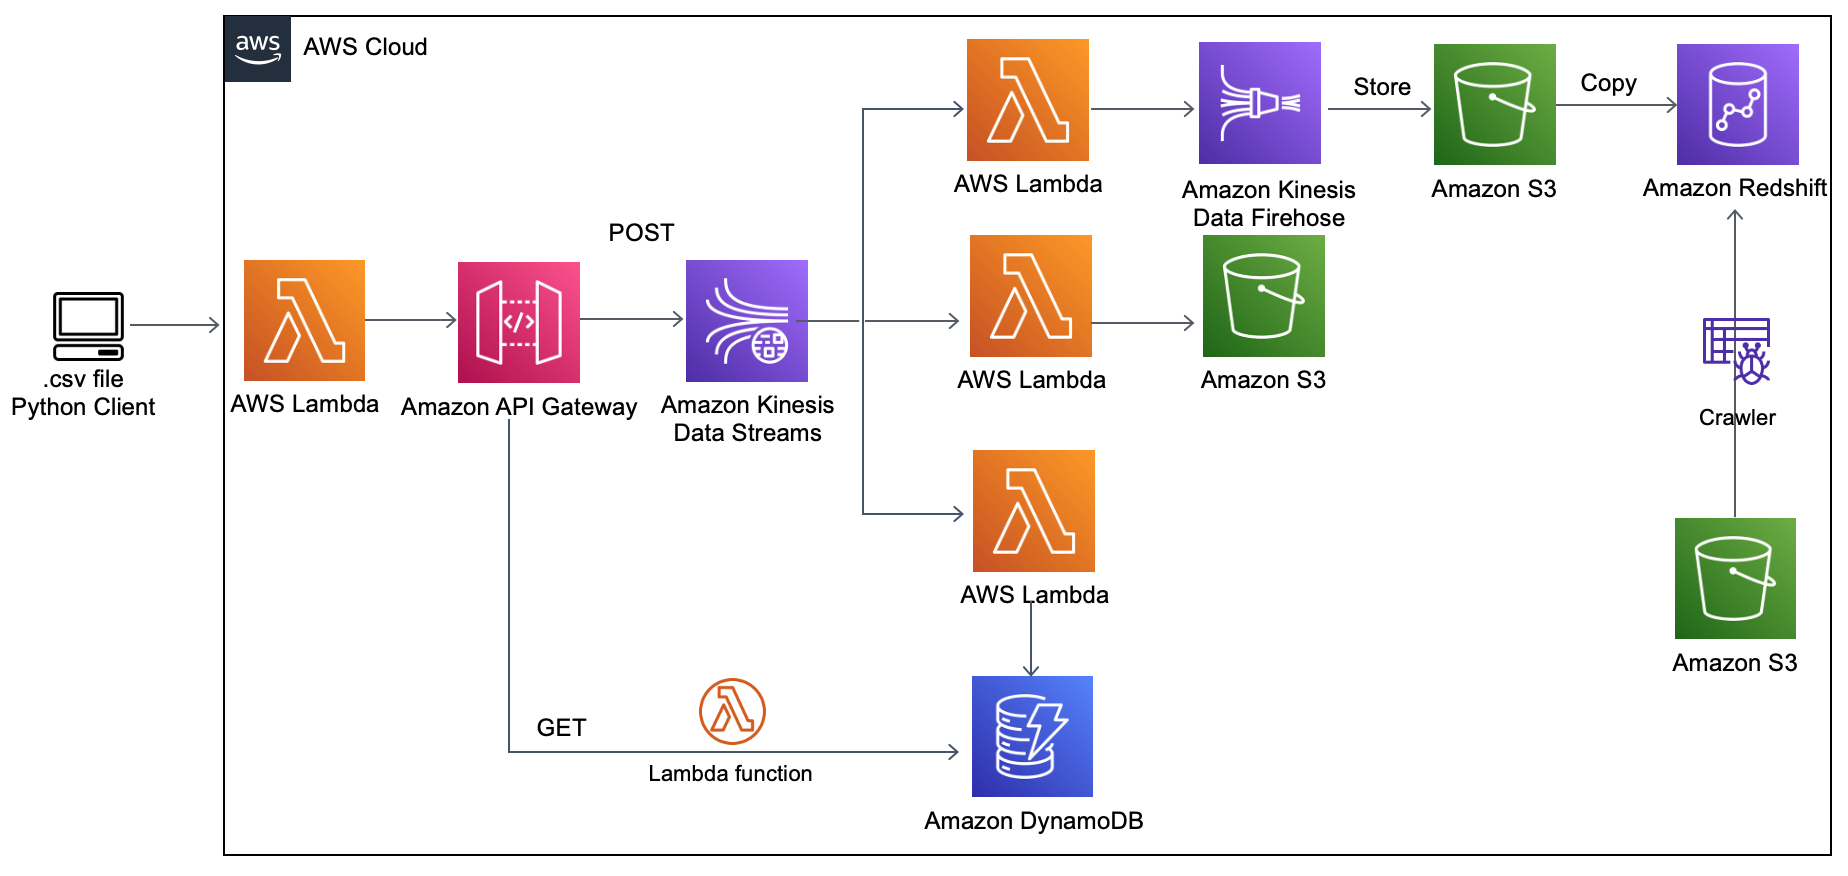 aws
AWS Cloud
Store
Copy
AWS Lambda
Amazon Kinesis
Data Firehose
Amazon S3
Amazon Redshift
POST
.csv file
Python Client
AWS Lambda
Amazon API Gateway
Amazon Kinesis
Data Streams
AWS Lambda
Amazon S3
Crawler
AWS Lambda
Amazon S3
GET
Lambda function
Amazon DynamoDB